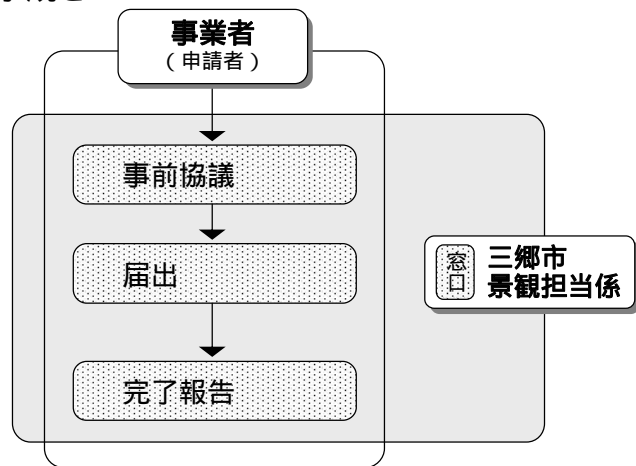 事業者
（申請者）
事前協議
届出
完了報告
窓口
三郷市
景観担当係